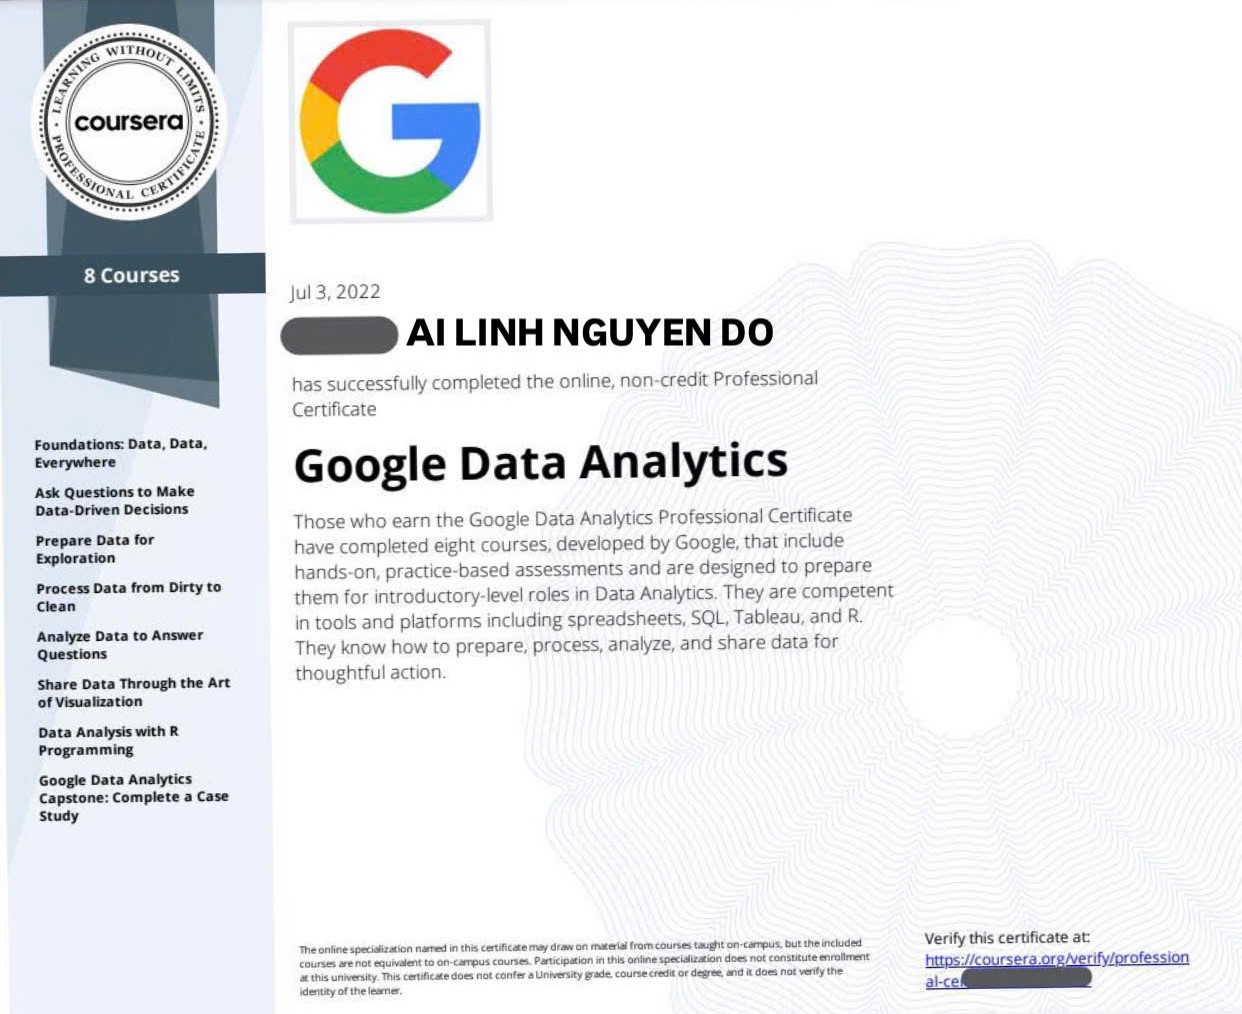 LEARNING WITHOUT LIMITS
coursera
PROFESSIONAL CERTIFICATE
8 Courses
Foundations: Data, Data,
Everywhere
Ask Questions to Make
Data-Driven Decisions
Prepare Data for
Exploration
Process Data from Dirty to
Clean
Analyze Data to Answer
Questions
Share Data Through the Art
of Visualization
Data Analysis with R
Programming
Google Data Analytics
Capstone: Complete a Case
Study
G
Jul 3, 2022
AI LINH NGUYEN DO
has successfully completed the online, non-credit Professional
Certificate
Google Data Analytics
Those who earn the Google Data Analytics Professional Certificate
have completed eight courses, developed by Google, that include
hands-on, practice-based assessments and are designed to prepare
them for introductory-level roles in Data Analytics. They are competent
in tools and platforms including spreadsheets, SQL, Tableau, and R.
They know how to prepare, process, analyze, and share data for
thoughtful action.
The online specialization named in this certificate may draw on material from courses taught on-campus, but the included
courses are not equivalent to on-campus courses. Participation in this online specialization does not constitute enrollment
at this university. This certificate does not confer a University grade, course credit or degree, and it does not verify the
identity of the learner.
Verify this certificate at:
https://coursera.org/verify/profession
al-cer